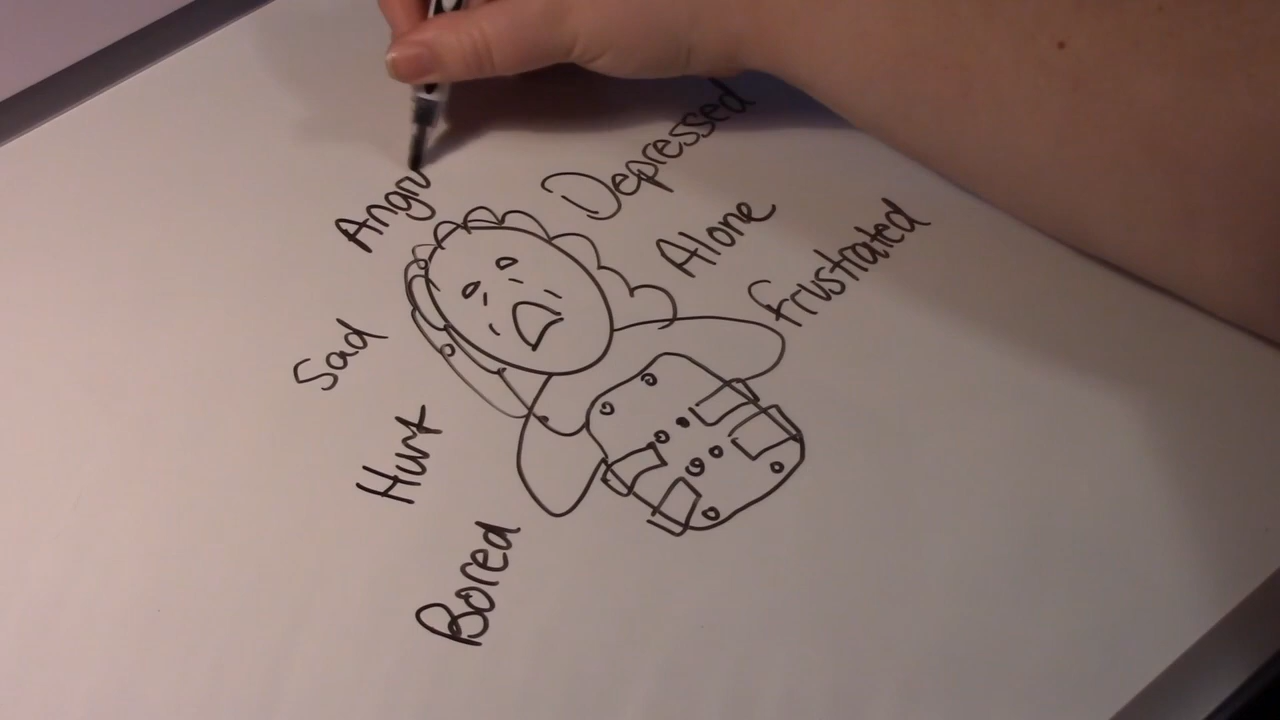 Angr
Depressed
Alone
frustrated
Sad
Hurt
Bored